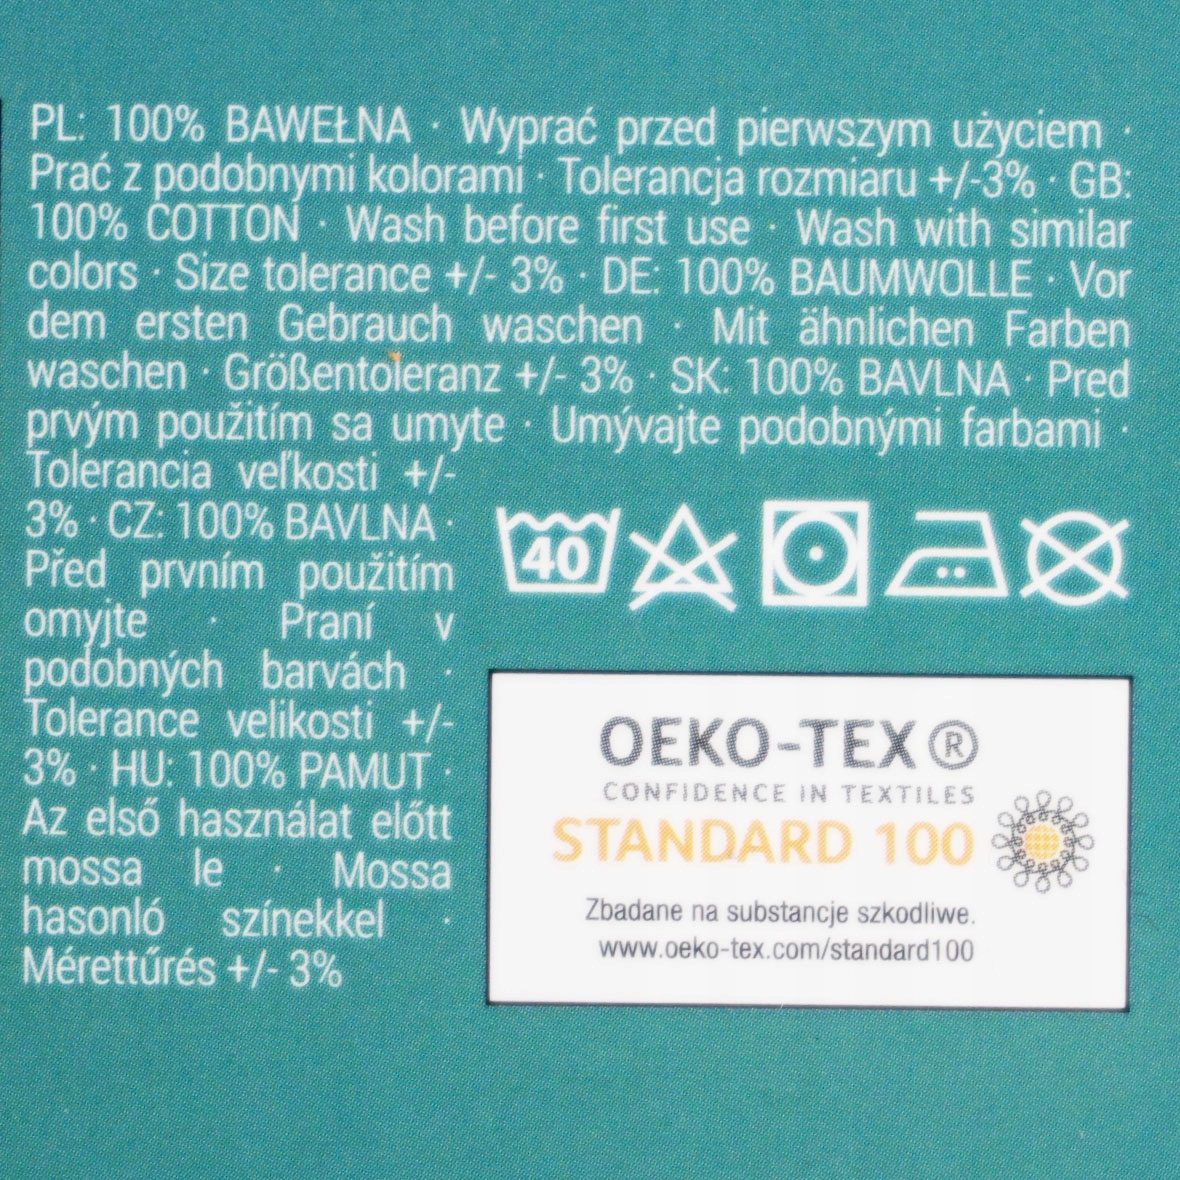 PL: 100% BAWEŁNA · Wyprać przed pierwszym użyciem ·
Prać z podobnymi kolorami · Tolerancja rozmiaru +/-3% · GB:
100% COTTON · Wash before first use · Wash with similar
colors · Size tolerance +/- 3% · DE: 100% BAUMWOLLE · Vor
dem ersten Gebrauch waschen · Mit ähnlichen Farben
waschen · Größentoleranz +/- 3% · SK: 100% BAVLNA · Pred
prvým použitím sa umyte · Umývajte podobnými farbami ·
Tolerancia veľkosti +/-
3% · CZ: 100% BAVLNA ·
Před prvním použitím
omyjte · Praní v
podobných barvách ·
Tolerance velikosti +/-
3% · HU: 100% PAMUT ·
Az első használat előtt
mossa le · Mossa
hasonló színekkel ·
Mérettűrés +/- 3%
40
OEKO-TEX®
CONFIDENCE IN TEXTILES
STANDARD 100
Zbadane na substancje szkodliwe.
www.oeko-tex.com/standard100